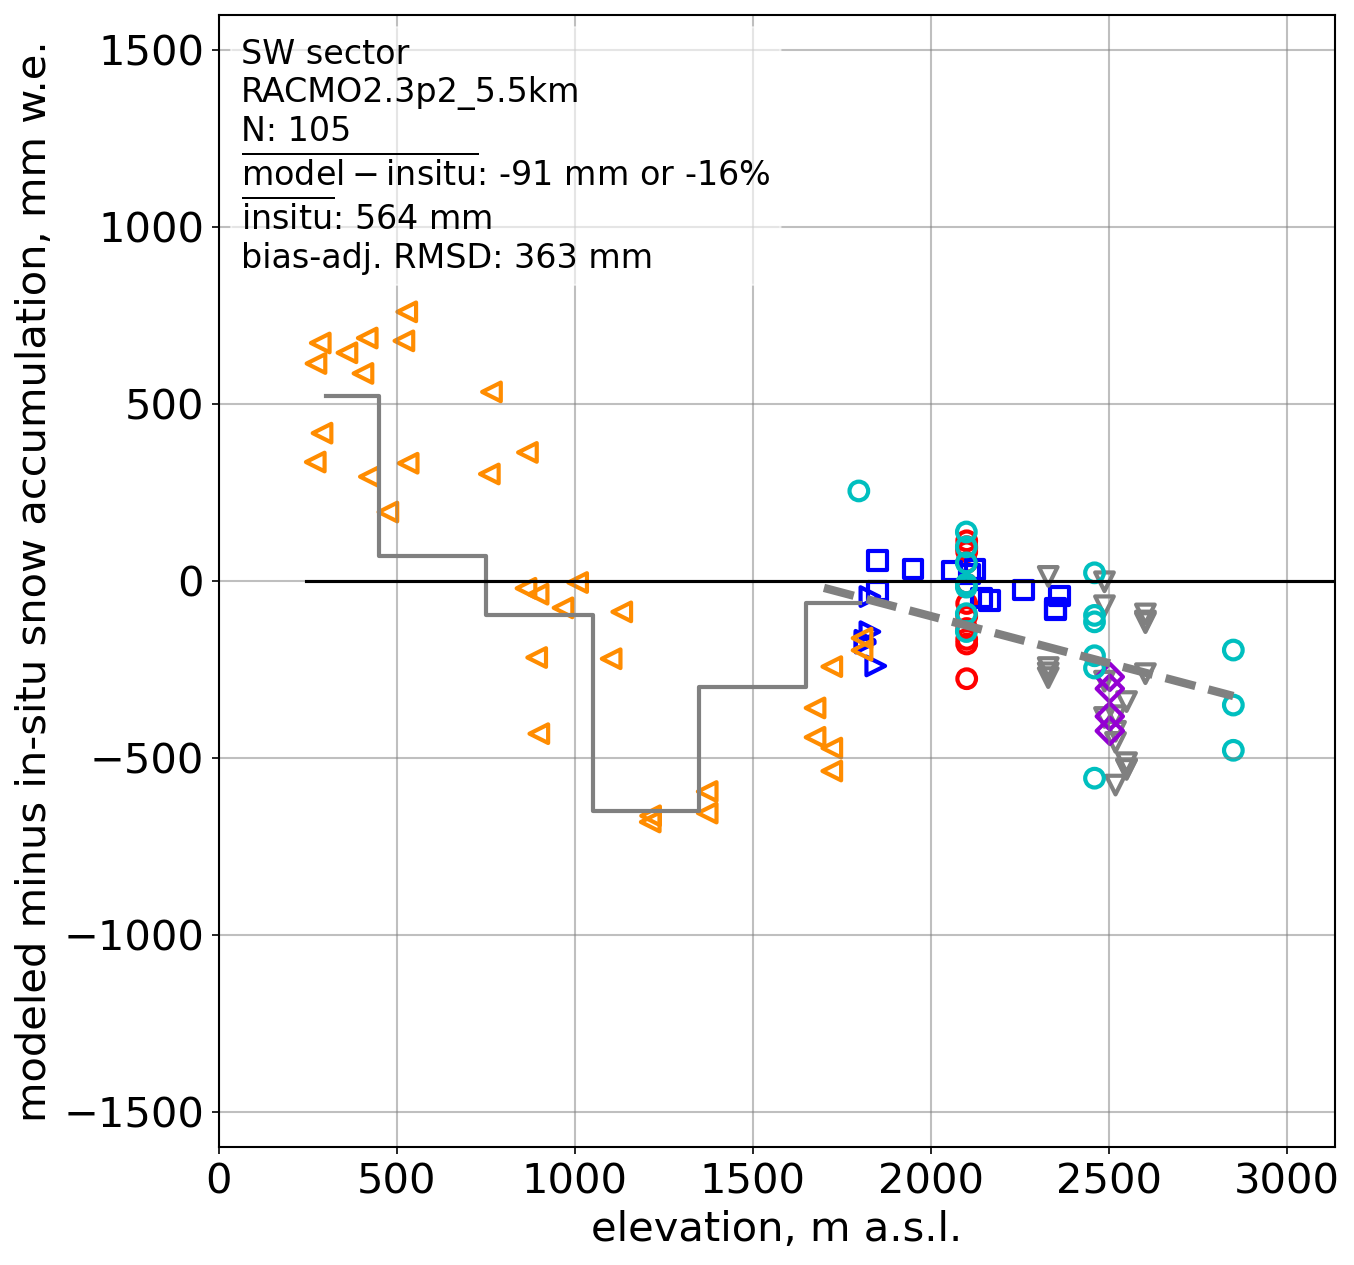 modeled minus in-situ snow accumulation, mm w.e.
1500
1000
500
0
−500
−1000
−1500
SW sector
RACMO2.3p2_5.5km
N: 105
model − insitu: -91 mm or -16%
insitu: 564 mm
bias-adj. RMSD: 363 mm
0 500 1000 1500 2000 2500 3000
elevation, m a.s.l.